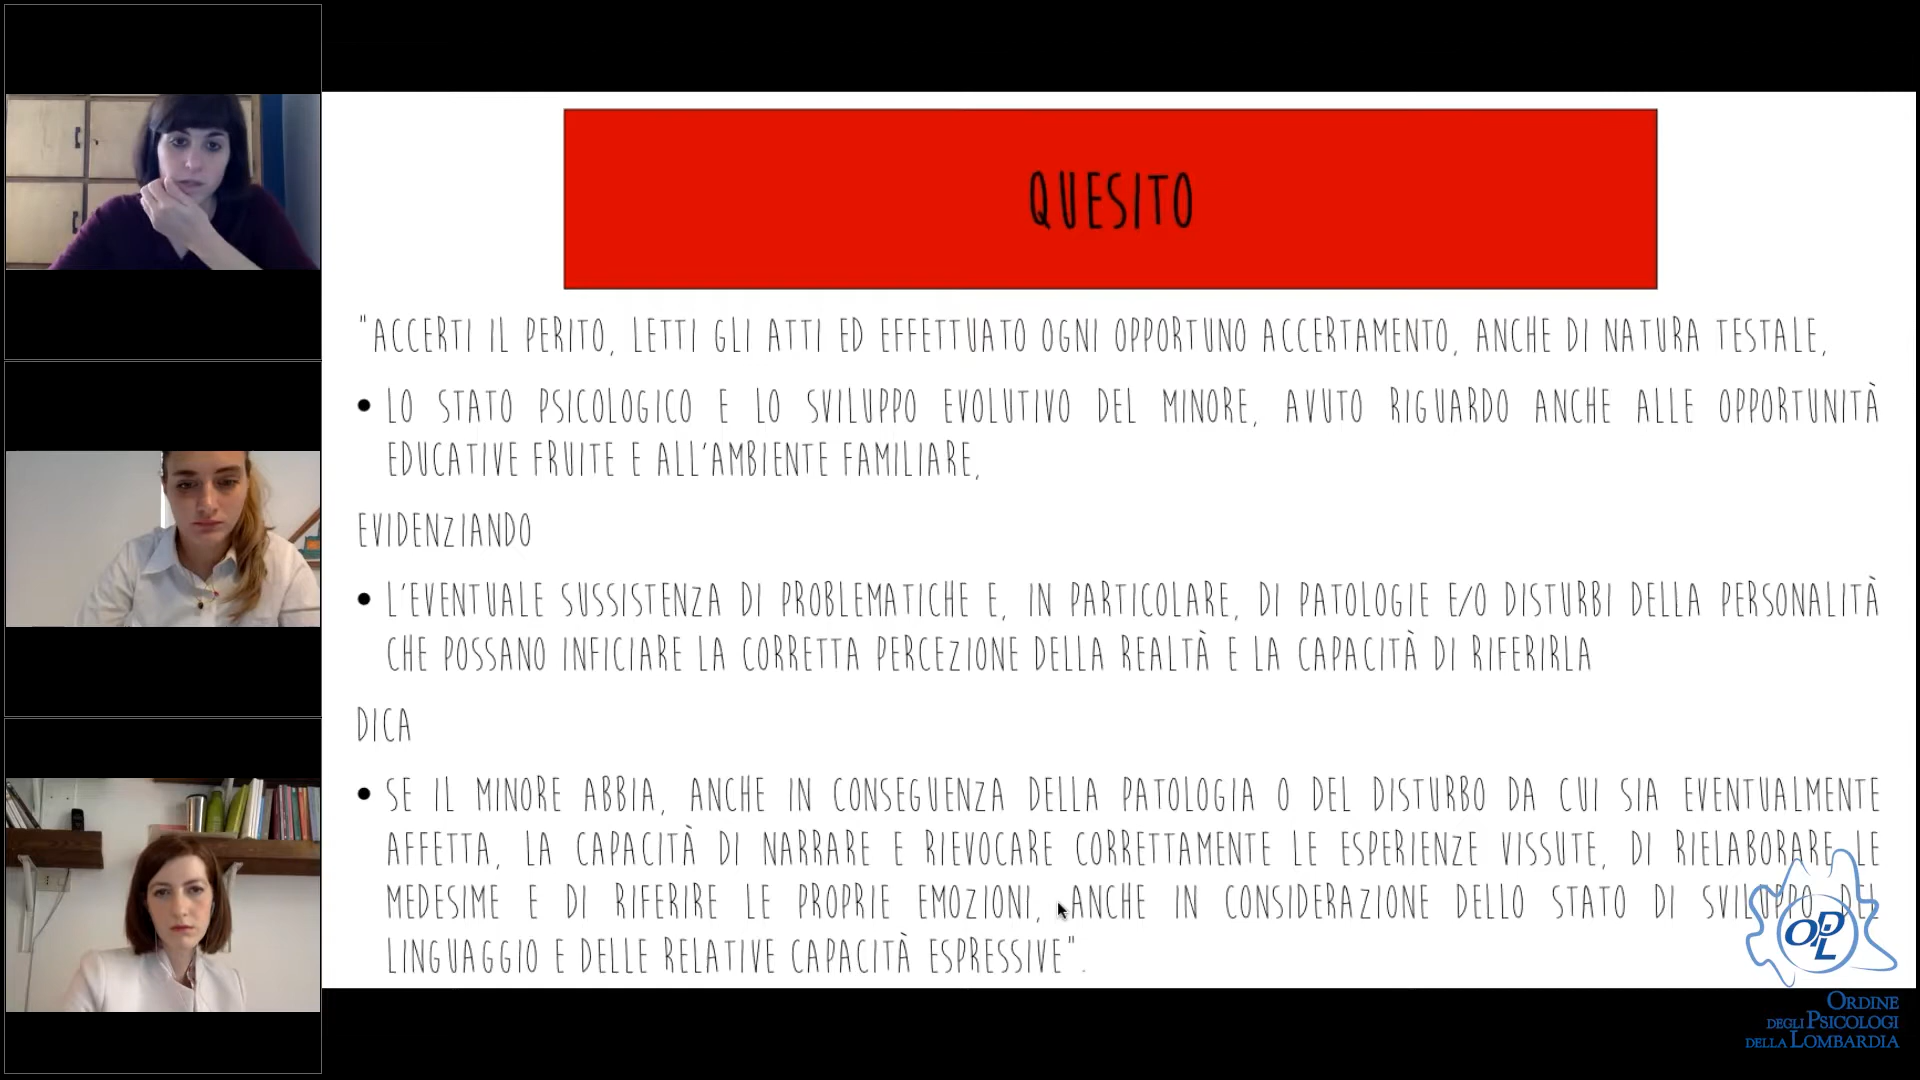 QUESITO
"ACCERTI IL PERITO, LETTI GLI ATTI ED EFFETTUATO OGNI OPPORTUNO ACCERTAMENTO, ANCHE DI NATURA TESTALE,
• LO STATO PSICOLOGICO E LO SVILUPPO EVOLUTIVO DEL MINORE, AVUTO RIGUARDO ANCHE ALLE OPPORTUNITÀ
EDUCATIVE FRUITE E ALL'AMBIENTE FAMILIARE,
EVIDENZIANDO
• L'EVENTUALE SUSSISTENZA DI PROBLEMATICHE E, IN PARTICOLARE, DI PATOLOGIE E/O DISTURBI DELLA PERSONALITÀ
CHE POSSANO INFICIARE LA CORRETTA PERCEZIONE DELLA REALTÀ E LA CAPACITÀ DI RIFERIRLA
DICA
• SE IL MINORE ABBIA, ANCHE IN CONSEGUENZA DELLA PATOLOGIA O DEL DISTURBO DA CUI SIA EVENTUALMENTE
AFFETTA, LA CAPACITÀ DI NARRARE E RIEVOCARE CORRETTAMENTE LE ESPERIENZE VISSUTE, DI RIELABORARE LE
MEDESIME E DI RIFERIRE LE PROPRIE EMOZIONI, ANCHE IN CONSIDERAZIONE DELLO STATO DI SVILUPPO DEL
LINGUAGGIO E DELLE RELATIVE CAPACITÀ ESPRESSIVE".
OPL
ORDINE
DEGLI PSICOLOGI
DELLA LOMBARDIA